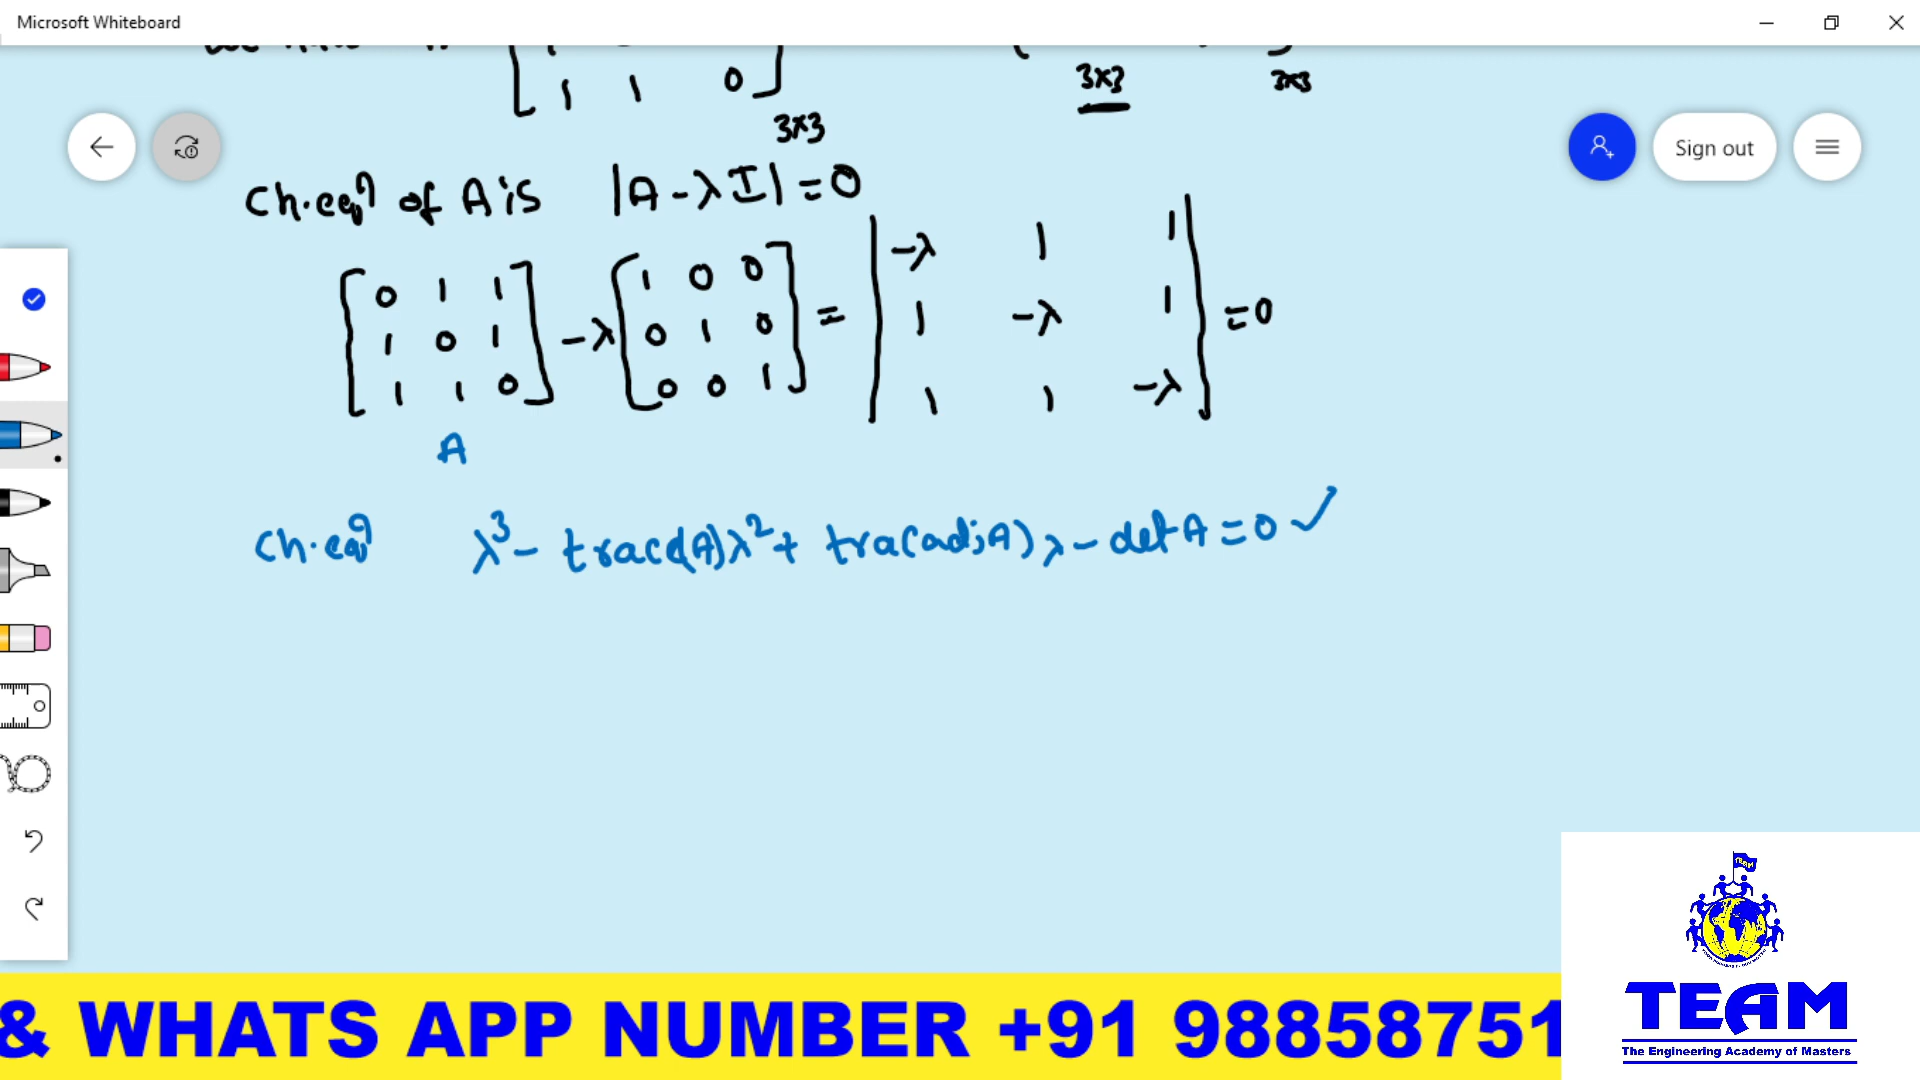 Microsoft Whiteboard
1 1 0
3x3
3x3
3x3
Sign out
Ch.eqn of A is |A - λI| = 0
0 1 1
1 0 1
1 1 0
- λ
1 0 0
0 1 0
0 0 1
=
-λ 1 1
1 -λ 1
1 1 -λ
= 0
A
Ch.eqn λ³ - trac(A)λ² + tra(adjA)λ - det A = 0 ✓
& WHATS APP NUMBER +91 98858751
TEAM
The Engineering Academy of Masters